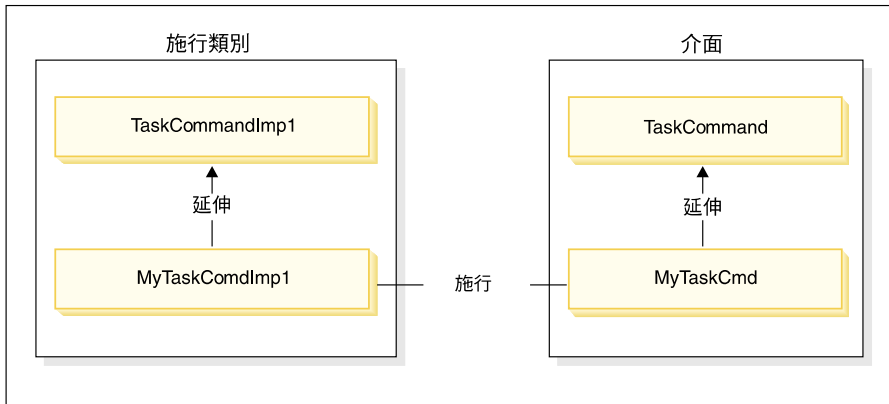 施行類別
介面
TaskCommandImp1
TaskCommand
延伸
延伸
MyTaskComdImp1
施行
MyTaskCmd